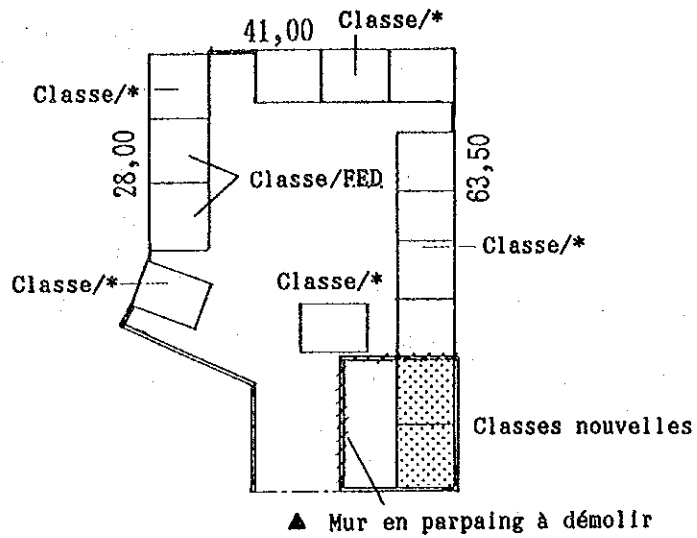 Classe/*
41,00
Classe/*
28,00
Classe/FED
63,50
Classe/*
Classe/*
Classe/*
Classes nouvelles
▲ Mur en parpaing à démolir